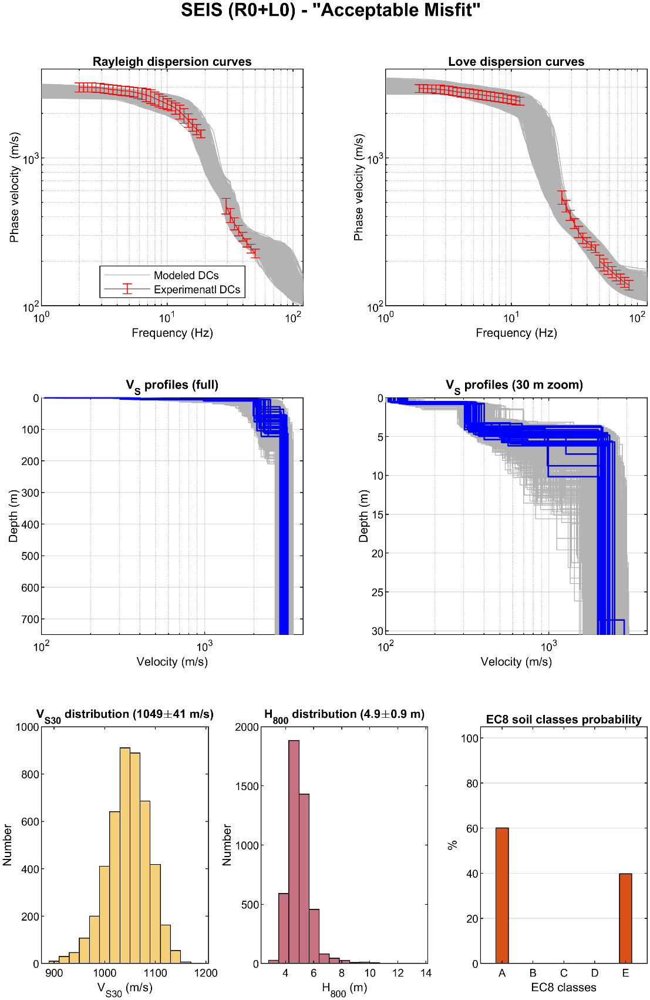 SEIS (R0+L0) - "Acceptable Misfit"
Rayleigh dispersion curves
Phase velocity (m/s)
10^3
10^2
Modeled DCs
Experimenatl DCs
10^0 10^1 10^2
Frequency (Hz)
Love dispersion curves
Phase velocity (m/s)
10^3
10^2
10^0 10^1 10^2
Frequency (Hz)
V_S profiles (full)
Depth (m)
0
100
200
300
400
500
600
700
10^2 10^3
Velocity (m/s)
V_S profiles (30 m zoom)
Depth (m)
0
5
10
15
20
25
30
10^2 10^3
Velocity (m/s)
V_S30 distribution (1049±41 m/s)
Number
1000
800
600
400
200
0
900 1000 1100 1200
V_S30 (m/s)
H_800 distribution (4.9±0.9 m)
Number
2000
1500
1000
500
0
4 6 8 10 12 14
H_800 (m)
EC8 soil classes probability
%
100
80
60
40
20
0
A B C D E
EC8 classes